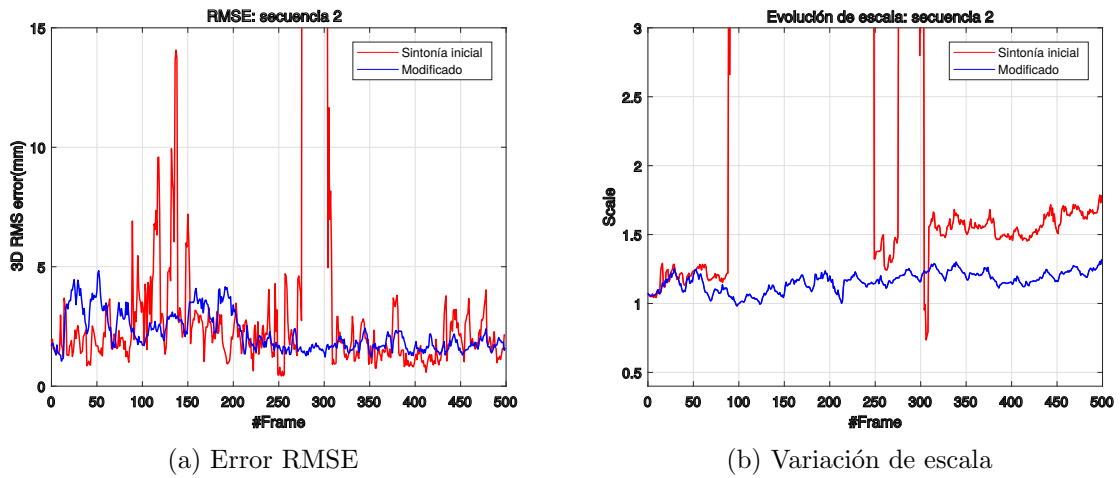 RMSE: secuencia 2
15
10
5
0
3D RMS error(mm)
0 50 100 150 200 250 300 350 400 450 500
#Frame
Sintonía inicial
Modificado
(a) Error RMSE
Evolución de escala: secuencia 2
3
2.5
2
1.5
1
0.5
Scale
0 50 100 150 200 250 300 350 400 450 500
#Frame
Sintonía inicial
Modificado
(b) Variación de escala